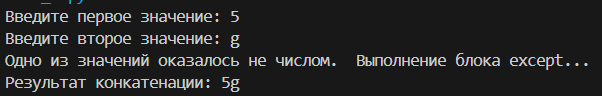 Введите первое значение: 5
Введите второе значение: g
Одно из значений оказалось не числом.  Выполнение блока except...
Результат конкатенации: 5g